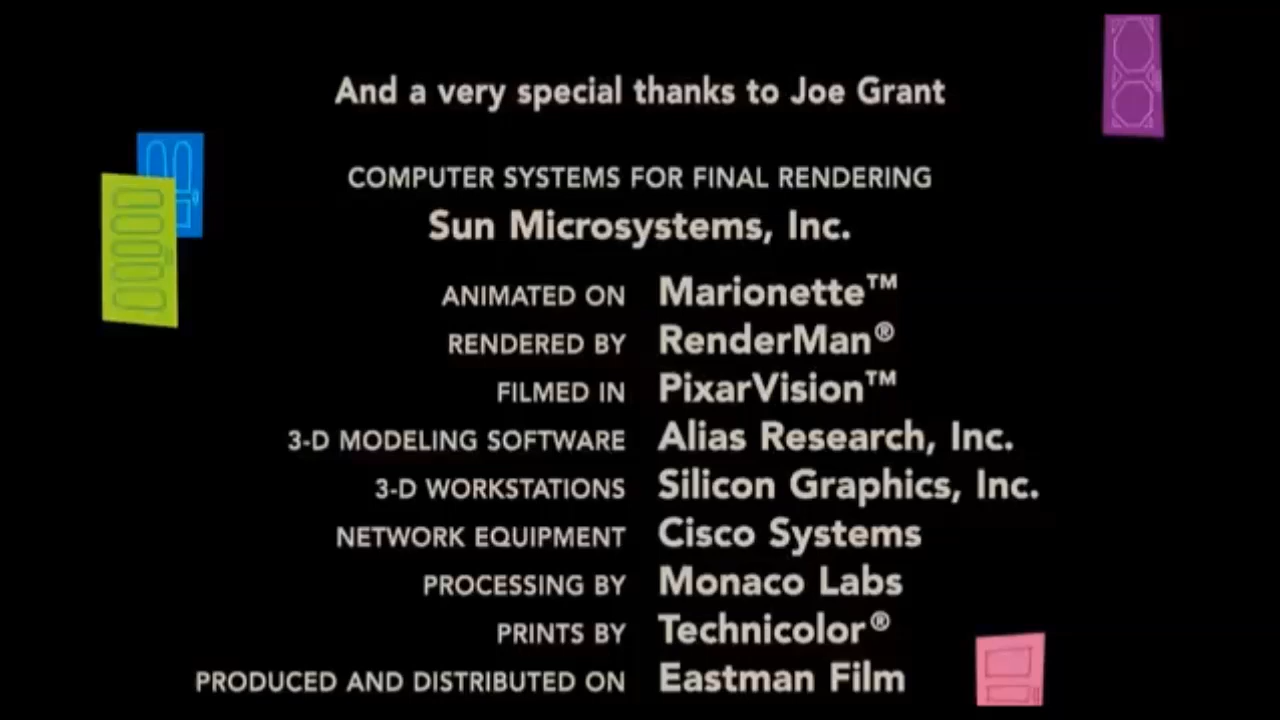 And a very special thanks to Joe Grant
COMPUTER SYSTEMS FOR FINAL RENDERING
Sun Microsystems, Inc.
ANIMATED ON Marionette™
RENDERED BY RenderMan®
FILMED IN PixarVision™
3-D MODELING SOFTWARE Alias Research, Inc.
3-D WORKSTATIONS Silicon Graphics, Inc.
NETWORK EQUIPMENT Cisco Systems
PROCESSING BY Monaco Labs
PRINTS BY Technicolor®
PRODUCED AND DISTRIBUTED ON Eastman Film